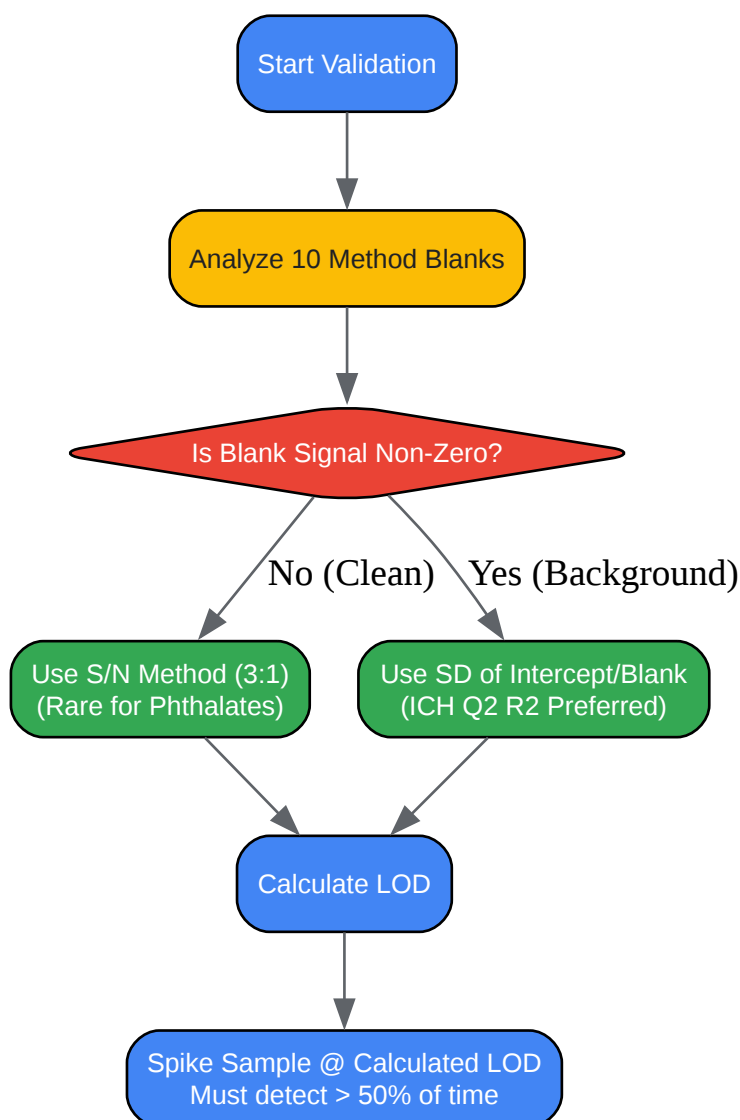 Start Validation
Analyze 10 Method Blanks
Is Blank Signal Non-Zero?
No (Clean)
Yes (Background)
Use S/N Method (3:1)
(Rare for Phthalates)
Use SD of Intercept/Blank
(ICH Q2 R2 Preferred)
Calculate LOD
Spike Sample @ Calculated LOD
Must detect > 50% of time